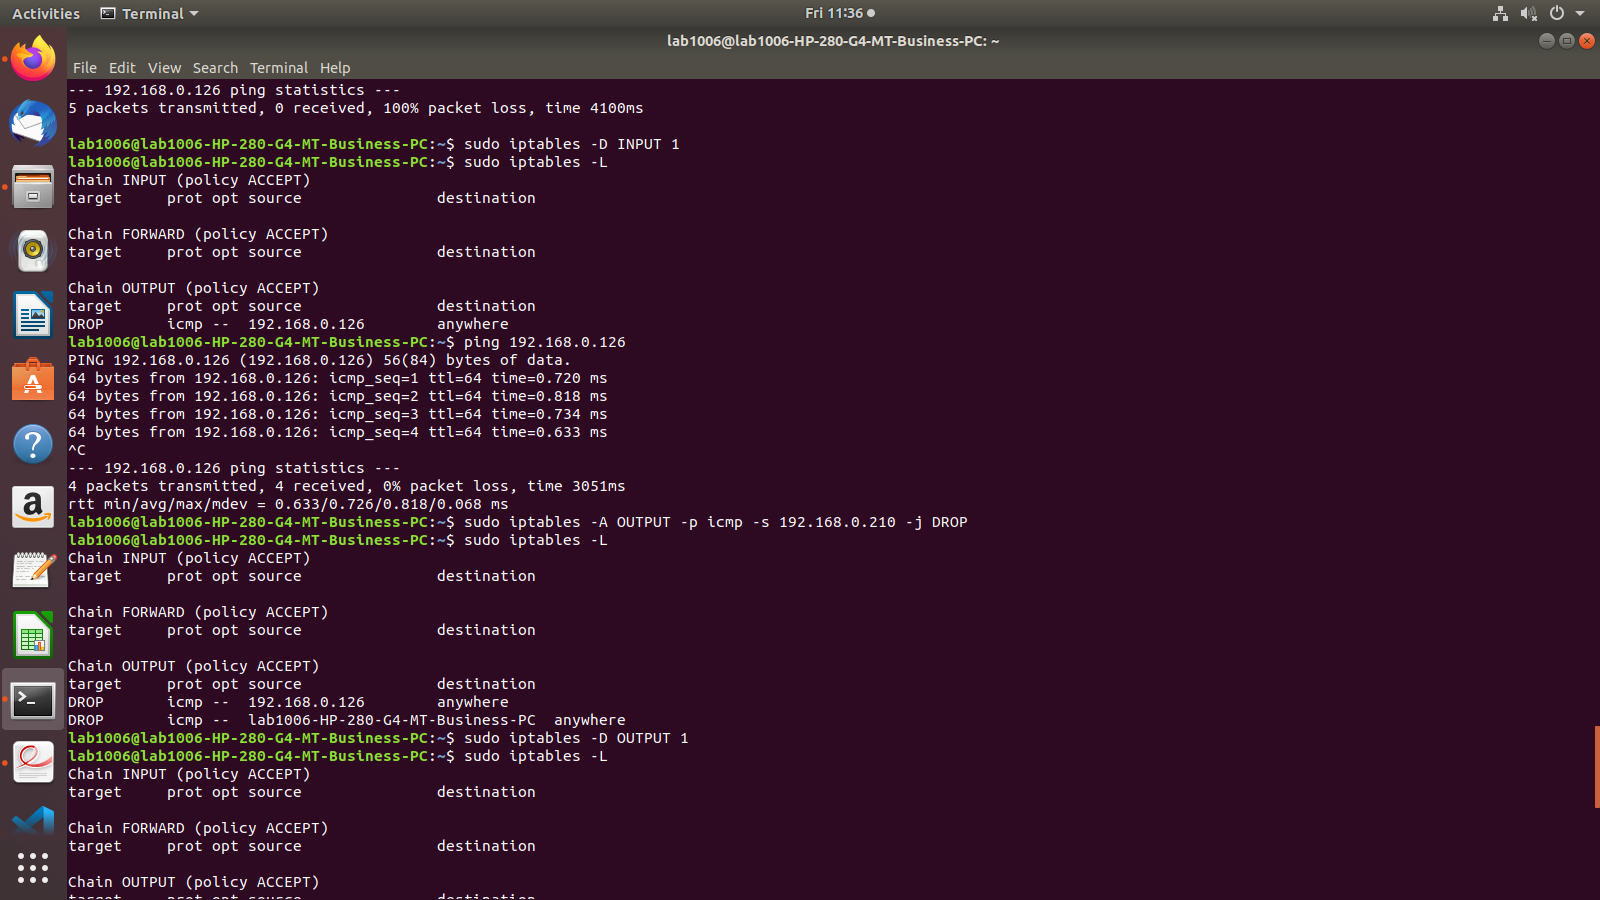 Activities Terminal Fri 11:36
lab1006@lab1006-HP-280-G4-MT-Business-PC: ~
File Edit View Search Terminal Help
--- 192.168.0.126 ping statistics ---
5 packets transmitted, 0 received, 100% packet loss, time 4100ms
lab1006@lab1006-HP-280-G4-MT-Business-PC:~$ sudo iptables -D INPUT 1
lab1006@lab1006-HP-280-G4-MT-Business-PC:~$ sudo iptables -L
Chain INPUT (policy ACCEPT)
target     prot opt source               destination
Chain FORWARD (policy ACCEPT)
target     prot opt source               destination
Chain OUTPUT (policy ACCEPT)
target     prot opt source               destination
DROP       icmp --  192.168.0.126        anywhere
lab1006@lab1006-HP-280-G4-MT-Business-PC:~$ ping 192.168.0.126
PING 192.168.0.126 (192.168.0.126) 56(84) bytes of data.
64 bytes from 192.168.0.126: icmp_seq=1 ttl=64 time=0.720 ms
64 bytes from 192.168.0.126: icmp_seq=2 ttl=64 time=0.818 ms
64 bytes from 192.168.0.126: icmp_seq=3 ttl=64 time=0.734 ms
64 bytes from 192.168.0.126: icmp_seq=4 ttl=64 time=0.633 ms
^C
--- 192.168.0.126 ping statistics ---
4 packets transmitted, 4 received, 0% packet loss, time 3051ms
rtt min/avg/max/mdev = 0.633/0.726/0.818/0.068 ms
lab1006@lab1006-HP-280-G4-MT-Business-PC:~$ sudo iptables -A OUTPUT -p icmp -s 192.168.0.210 -j DROP
lab1006@lab1006-HP-280-G4-MT-Business-PC:~$ sudo iptables -L
Chain INPUT (policy ACCEPT)
target     prot opt source               destination
Chain FORWARD (policy ACCEPT)
target     prot opt source               destination
Chain OUTPUT (policy ACCEPT)
target     prot opt source               destination
DROP       icmp --  192.168.0.126        anywhere
DROP       icmp --  lab1006-HP-280-G4-MT-Business-PC  anywhere
lab1006@lab1006-HP-280-G4-MT-Business-PC:~$ sudo iptables -D OUTPUT 1
lab1006@lab1006-HP-280-G4-MT-Business-PC:~$ sudo iptables -L
Chain INPUT (policy ACCEPT)
target     prot opt source               destination
Chain FORWARD (policy ACCEPT)
target     prot opt source               destination
Chain OUTPUT (policy ACCEPT)